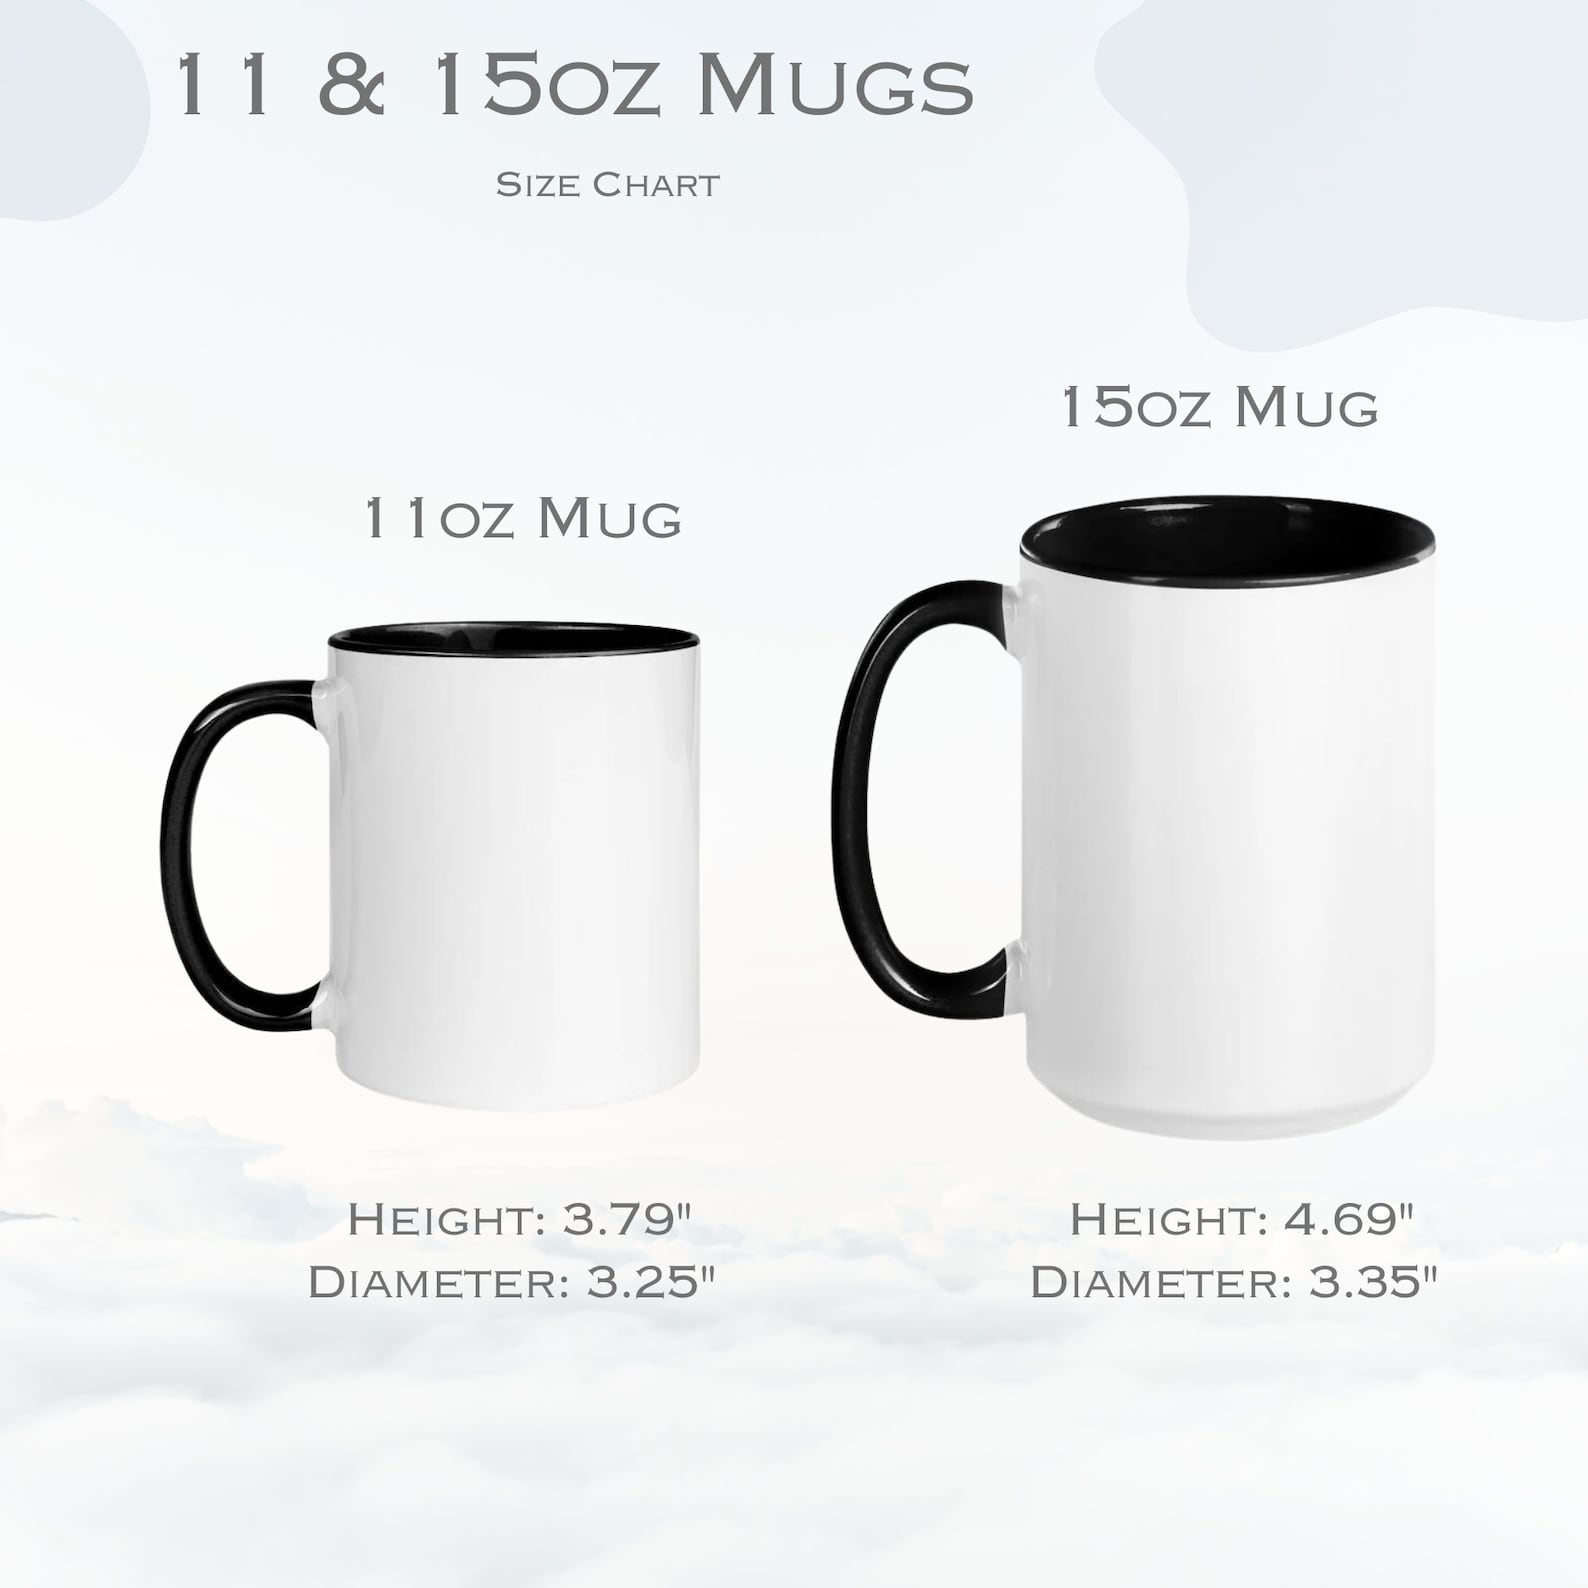 11 & 15oz Mugs
Size Chart
15oz Mug
11oz Mug
Height: 3.79"
Diameter: 3.25"
Height: 4.69"
Diameter: 3.35"